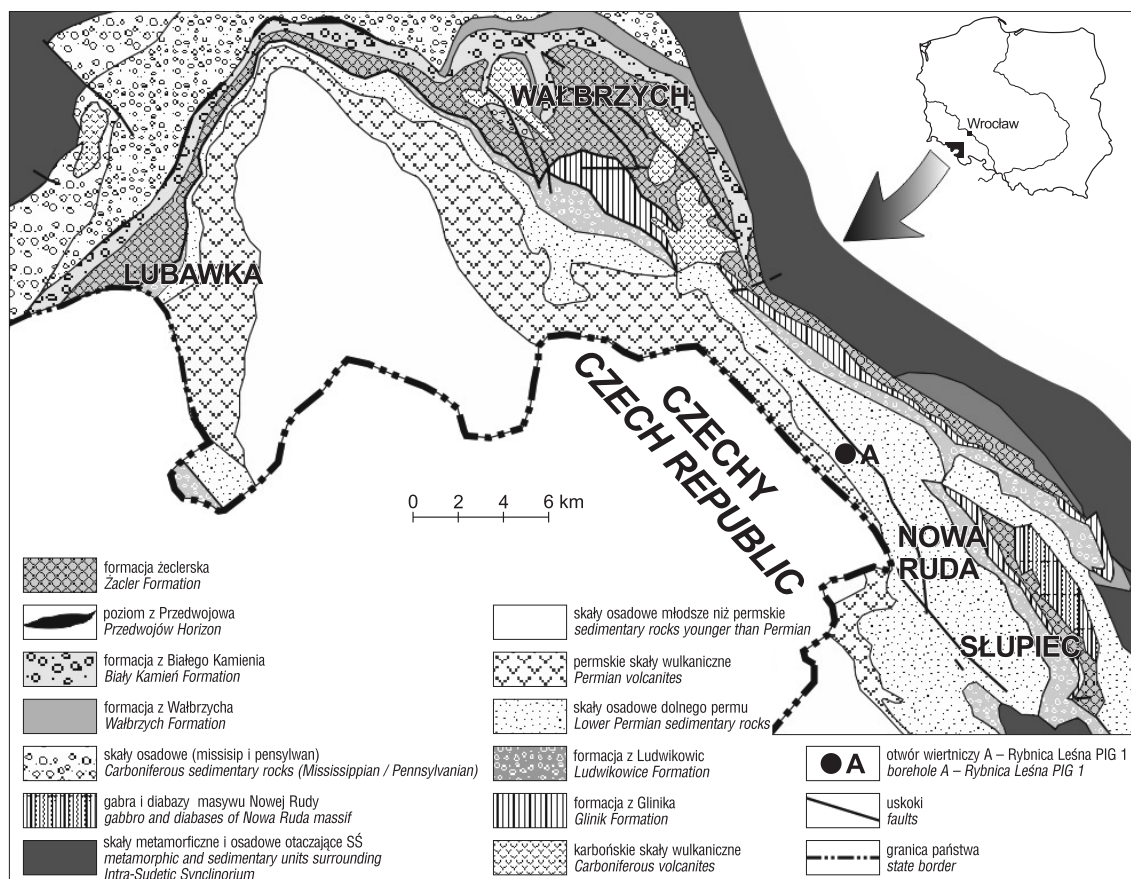 WAŁBRZYCH
Wrocław
LUBAWKA
CZECHY
CZECH REPUBLIC
A
0 2 4 6 km
NOWA
RUDA
SŁUPIEC
formacja żeclerska
Žacler Formation
poziom z Przedwojowa
Przedwojów Horizon
formacja z Białego Kamienia
Biały Kamień Formation
formacja z Wałbrzycha
Wałbrzych Formation
skały osadowe (missisip i pensylwan)
Carboniferous sedimentary rocks (Mississippian / Pennsylvanian)
gabra i diabazy masywu Nowej Rudy
gabbro and diabases of Nowa Ruda massif
skały metamorficzne i osadowe otaczające SŚ
metamorphic and sedimentary units surrounding
Intra-Sudetic Synclinorium
skały osadowe młodsze niż permskie
sedimentary rocks younger than Permian
permskie skały wulkaniczne
Permian volcanites
skały osadowe dolnego permu
Lower Permian sedimentary rocks
formacja z Ludwikowic
Ludwikowice Formation
formacja z Glinika
Glinik Formation
karbońskie skały wulkaniczne
Carboniferous volcanites
A
otwór wiertniczy A – Rybnica Leśna PIG 1
borehole A – Rybnica Leśna PIG 1
uskoki
faults
granica państwa
state border